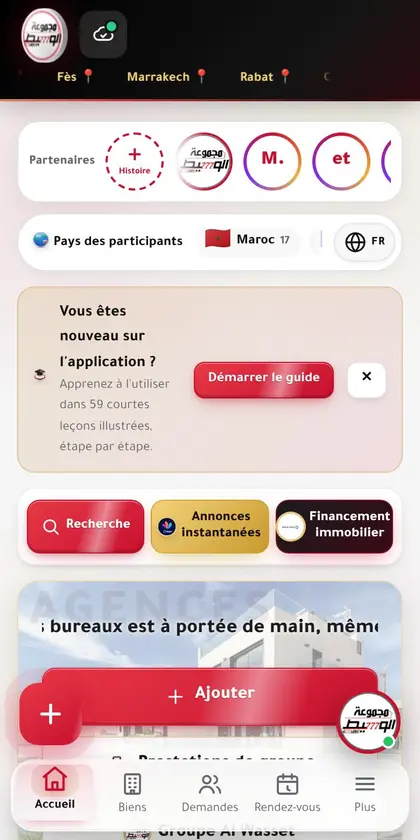 مجموعة
الوسيط
Fès
Marrakech
Rabat
Partenaires
+
Histoire
مجموعة
الوسيط
M.
et
Pays des participants
Maroc 17
FR
Vous êtes
nouveau sur
l'application ?
Apprenez à l'utiliser
dans 59 courtes
leçons illustrées,
étape par étape.
Démarrer le guide
×
Recherche
Annonces
instantanées
Financement
immobilier
AGENCES
bureaux est à portée de main, même
+ Ajouter
+
مجموعة
الوسيط
Prestations de groupe
Accueil
Biens
Demandes
Rendez-vous
Plus
Groupe Al Wasset